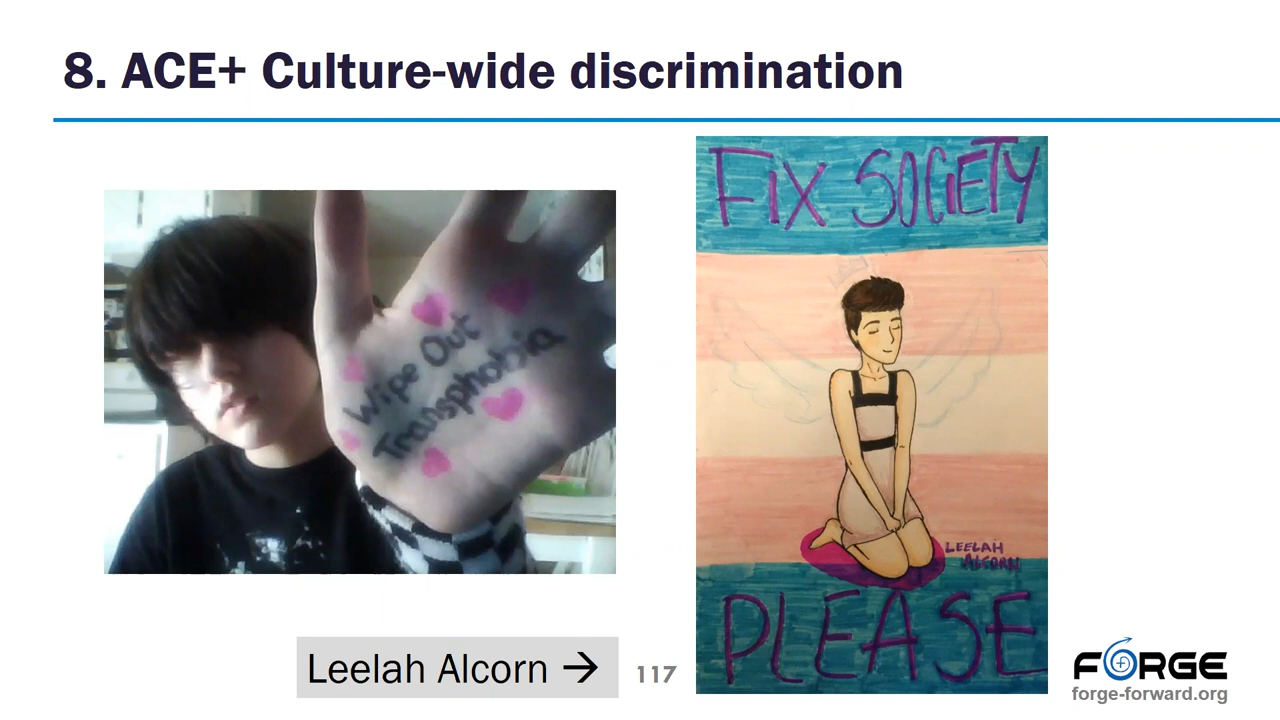 8. ACE+ Culture-wide discrimination
Wipe Out
Transphobia
FIX SOCIETY
LEELAH
ALCORN
PLEASE
Leelah Alcorn →
117
FORGE
forge-forward.org